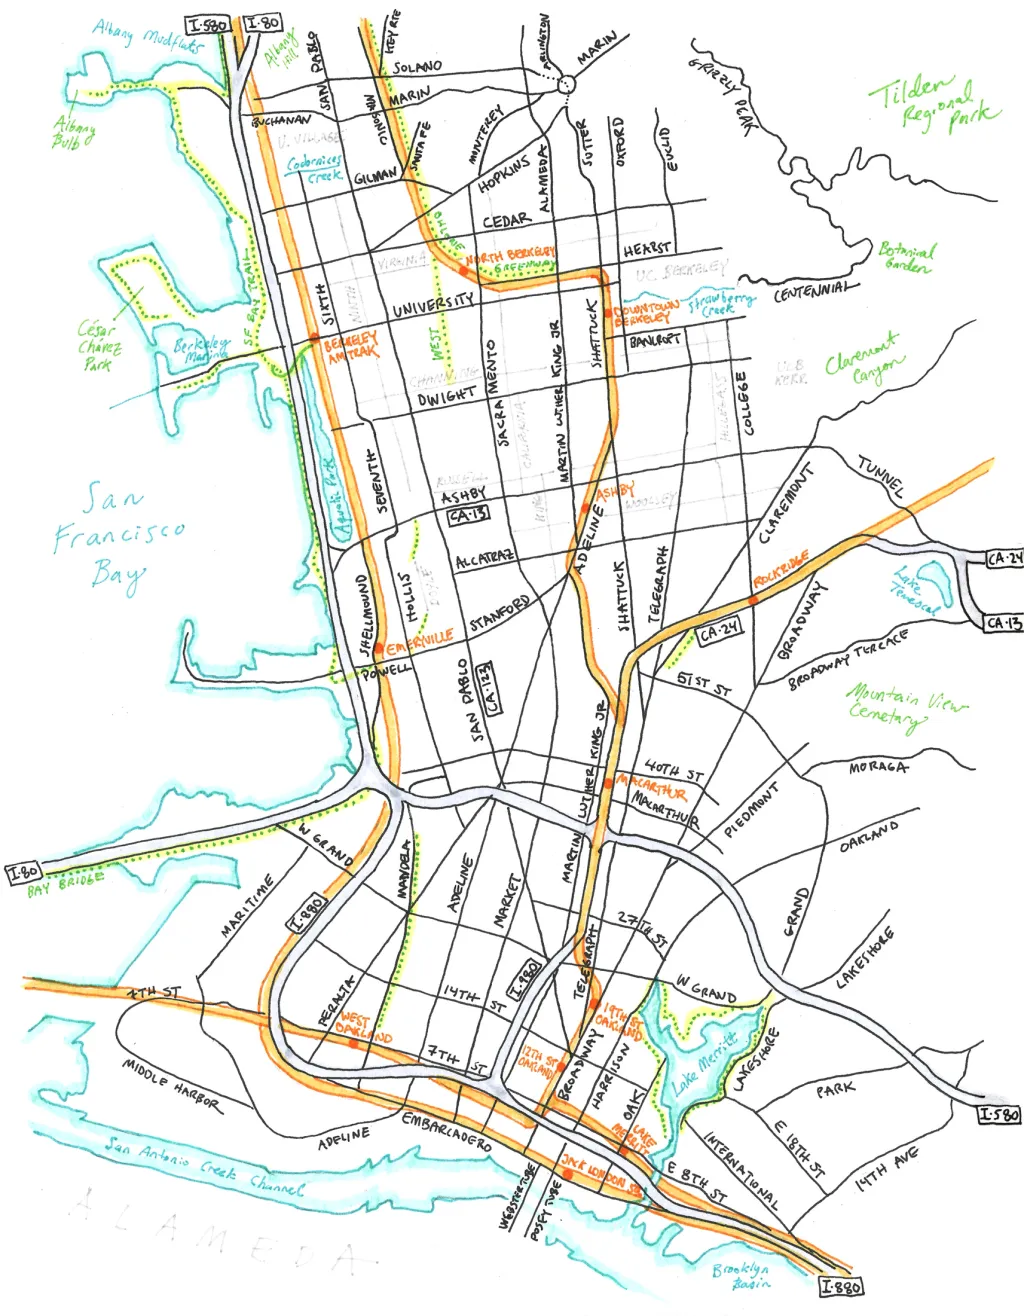 I-580
I-80
Albany Mudflats
Albany
Hill
SAN PABLO
KEY RTE
SOLANO
ARLINGTON
MARIN
GRIZZLY PEAK
Tilden
Regional
Park
Albany
Bulb
BUCHANAN
MARIN
U. VILLAGE
Codornices
Creek
GILMAN
SANTA FE
MONTEREY
HOPKINS
ALAMEDA
SUTTER
OXFORD
EUCLID
CEDAR
OHLONE
GREENWAY
NORTH BERKELEY
HEARST
UC BERKELEY
VIRGINIA
Botanical
Garden
CENTENNIAL
SF BAY TRAIL
SIXTH
NINTH
UNIVERSITY
WEST
SHATTUCK
DOWNTOWN
BERKELEY
Strawberry
Creek
César
Chávez
Park
Berkeley
Marina
BERKELEY
AMTRAK
BANCROFT
Claremont
Canyon
CHANNING
DWIGHT
SACRAMENTO
MARTIN LUTHER KING JR
COLLEGE
San
Francisco
Bay
Aquatic Park
SEVENTH
ASHBY
CA-13
ASHBY
WOOLSEY
CLAREMONT
TUNNEL
ALCATRAZ
ADELINE
SHATTUCK
TELEGRAPH
ROCKRIDGE
CA-24
CA-24
CA-13
Lake
Temescal
SHELLMOUND
HOLLIS
STANFORD
EMERYVILLE
POWELL
BROADWAY
BROADWAY TERRACE
51ST ST
Mountain View
Cemetary
SAN PABLO
CA-123
MARTIN LUTHER KING JR
40TH ST
MACARTHUR
MACARTHUR
PIEDMONT
MORAGA
OAKLAND
I-80
BAY BRIDGE
W GRAND
MANDELA
ADELINE
MARKET
27TH ST
GRAND
LAKESHORE
MARITIME
I-880
I-980
TELEGRAPH
W GRAND
7TH ST
PERALTA
WEST
OAKLAND
14TH ST
7TH ST
19TH ST
OAKLAND
12TH ST
OAKLAND
BROADWAY
HARRISON
OAK
Lake Merritt
LAKESHORE
PARK
I-580
MIDDLE HARBOR
ADELINE
EMBARCADERO
LAKE
MERRITT
JACK LONDON SQ
E 8TH ST
INTERNATIONAL
E 18TH ST
14TH AVE
WEBSTER TUBE
POSEY TUBE
San Antonio Creek Channel
ALAMEDA
Brooklyn
Basin
I-880